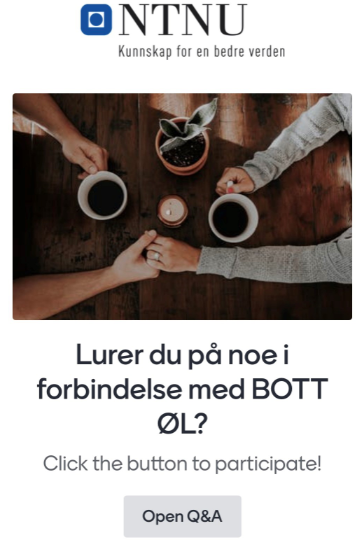 NTNU
Kunnskap for en bedre verden
Lurer du på noe i
forbindelse med BOTT
ØL?
Click the button to participate!
Open Q&A